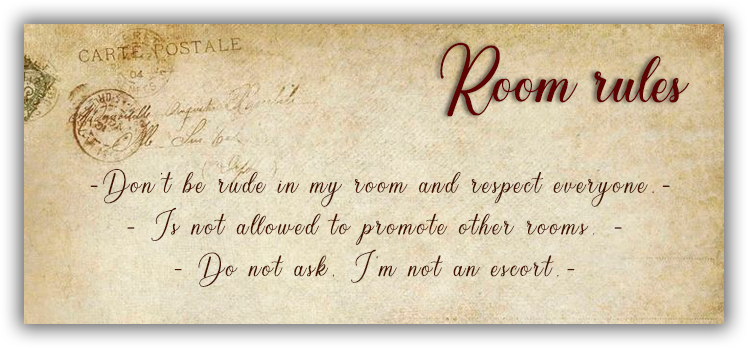 CARTE POSTALE
04
Room rules
-Don't be rude in my room and respect everyone.-
- Is not allowed to promote other rooms. -
- Do not ask, I'm not an escort.-